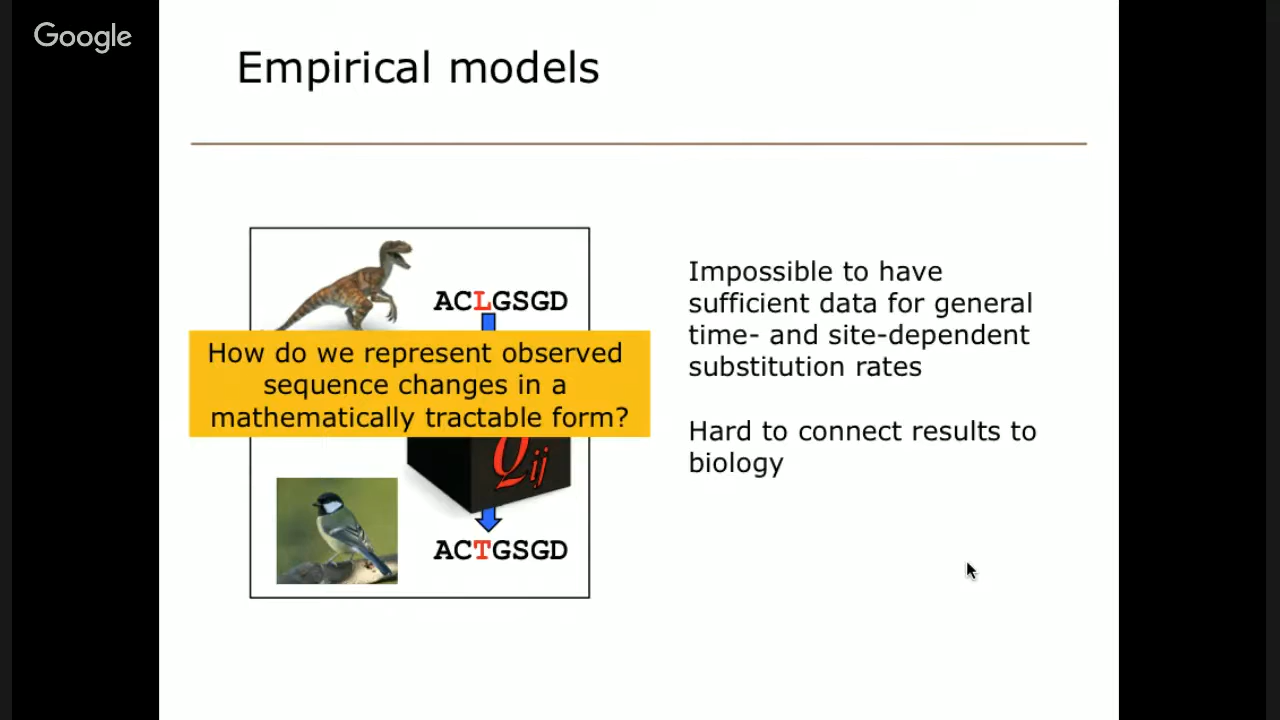 Google
Empirical models
ACLGSGD
How do we represent observed
sequence changes in a
mathematically tractable form?
Qij
ACTGSGD
Impossible to have
sufficient data for general
time- and site-dependent
substitution rates
Hard to connect results to
biology